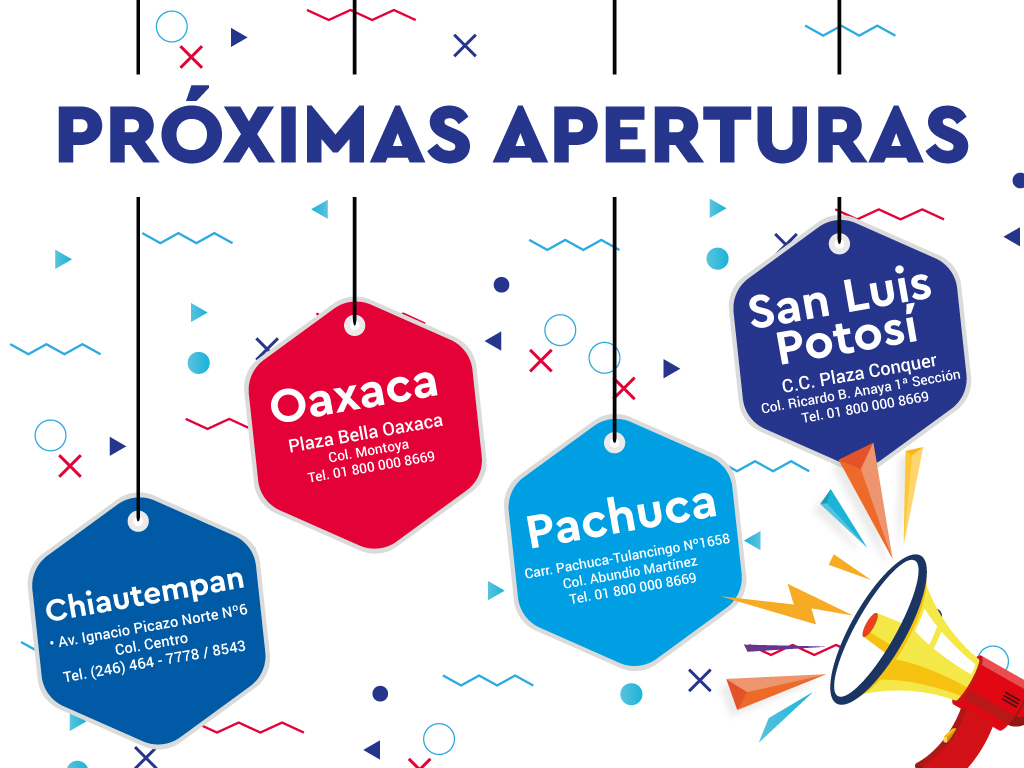 PRÓXIMAS APERTURAS
Chiautempan
• Av. Ignacio Picazo Norte Nº6
Col. Centro
Tel. (246) 464 - 7778 / 8543
Oaxaca
Plaza Bella Oaxaca
Col. Montoya
Tel. 01 800 000 8669
Pachuca
Carr. Pachuca-Tulancingo Nº1658
Col. Abundio Martínez
Tel. 01 800 000 8669
San Luis
Potosí
C.C. Plaza Conquer
Col. Ricardo B. Anaya 1ª Sección
Tel. 01 800 000 8669